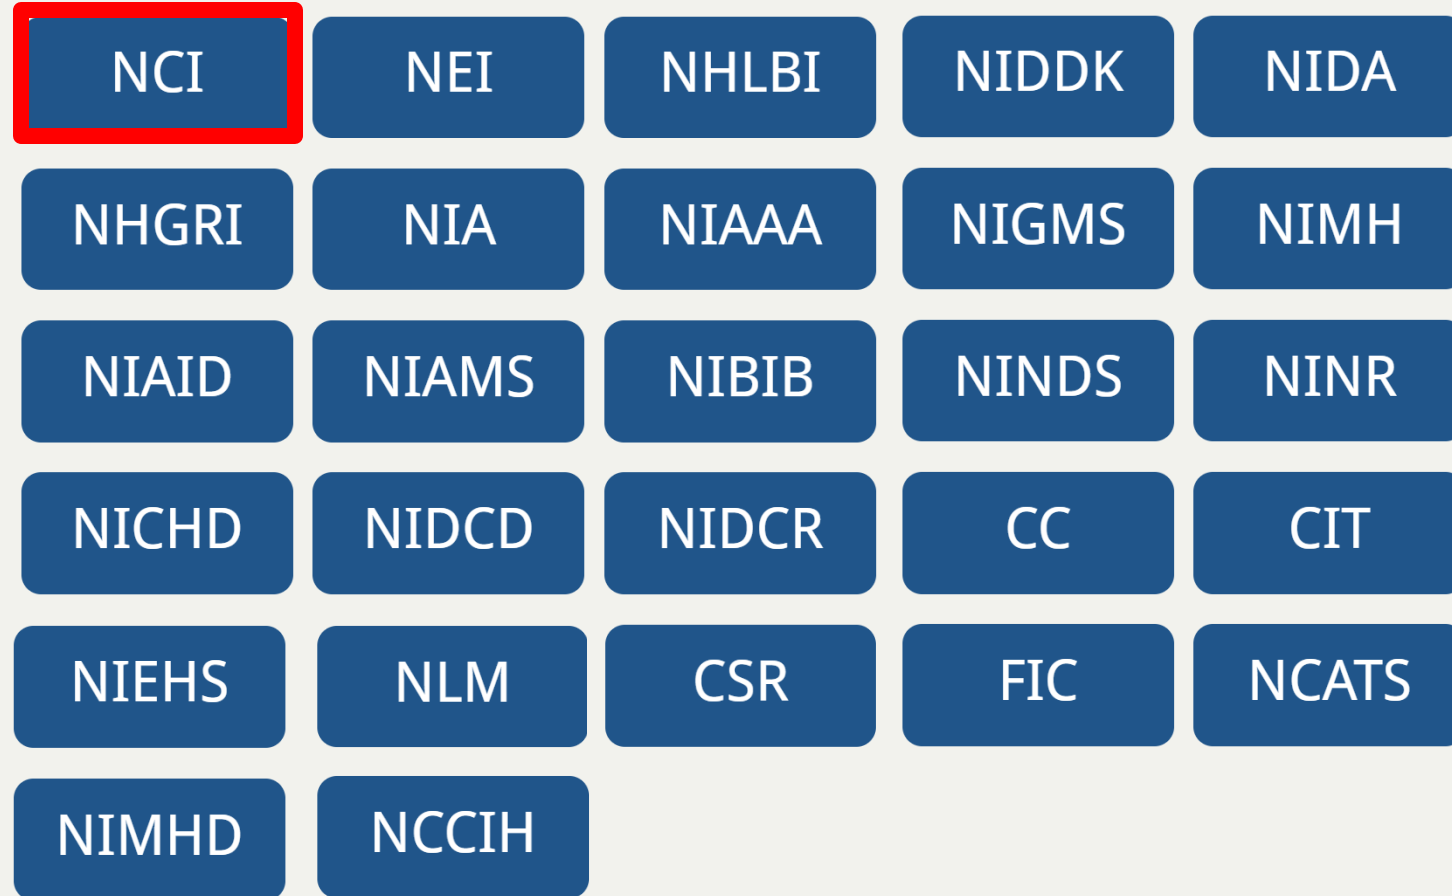 NCI NEI NHLBI NIDDK NIDA
NHGRI NIA NIAAA NIGMS NIMH
NIAID NIAMS NIBIB NINDS NINR
NICHD NIDCD NIDCR CC CIT
NIEHS NLM CSR FIC NCATS
NIMHD NCCIH